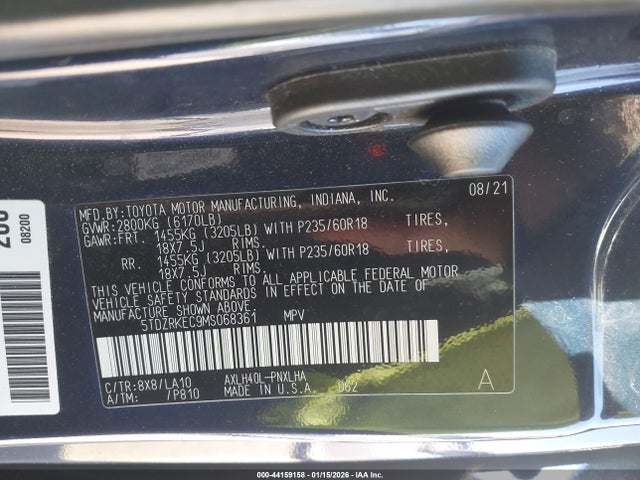 08200
08/21
MFD.BY:TOYOTA MOTOR MANUFACTURING, INDIANA, INC.
GVWR:2800KG (6170LB)
GAWR:FRT. 1455KG (3205LB) WITH P235/60R18 TIRES,
18X7.5J RIMS.
RR. 1455KG (3205LB) WITH P235/60R18 TIRES,
18X7.5J RIMS.
THIS VEHICLE CONFORMS TO ALL APPLICABLE FEDERAL MOTOR
VEHICLE SAFETY STANDARDS IN EFFECT ON THE DATE OF
MANUFACTURE SHOWN ABOVE.
5TDZRKEC9MS068361 MPV
C/TR:8X8/LA10 AXLH40L-PNXLHA
A/TM: /P810 MADE IN U.S.A. 062
A
000-44159158 - 01/15/2026 - IAA Inc.